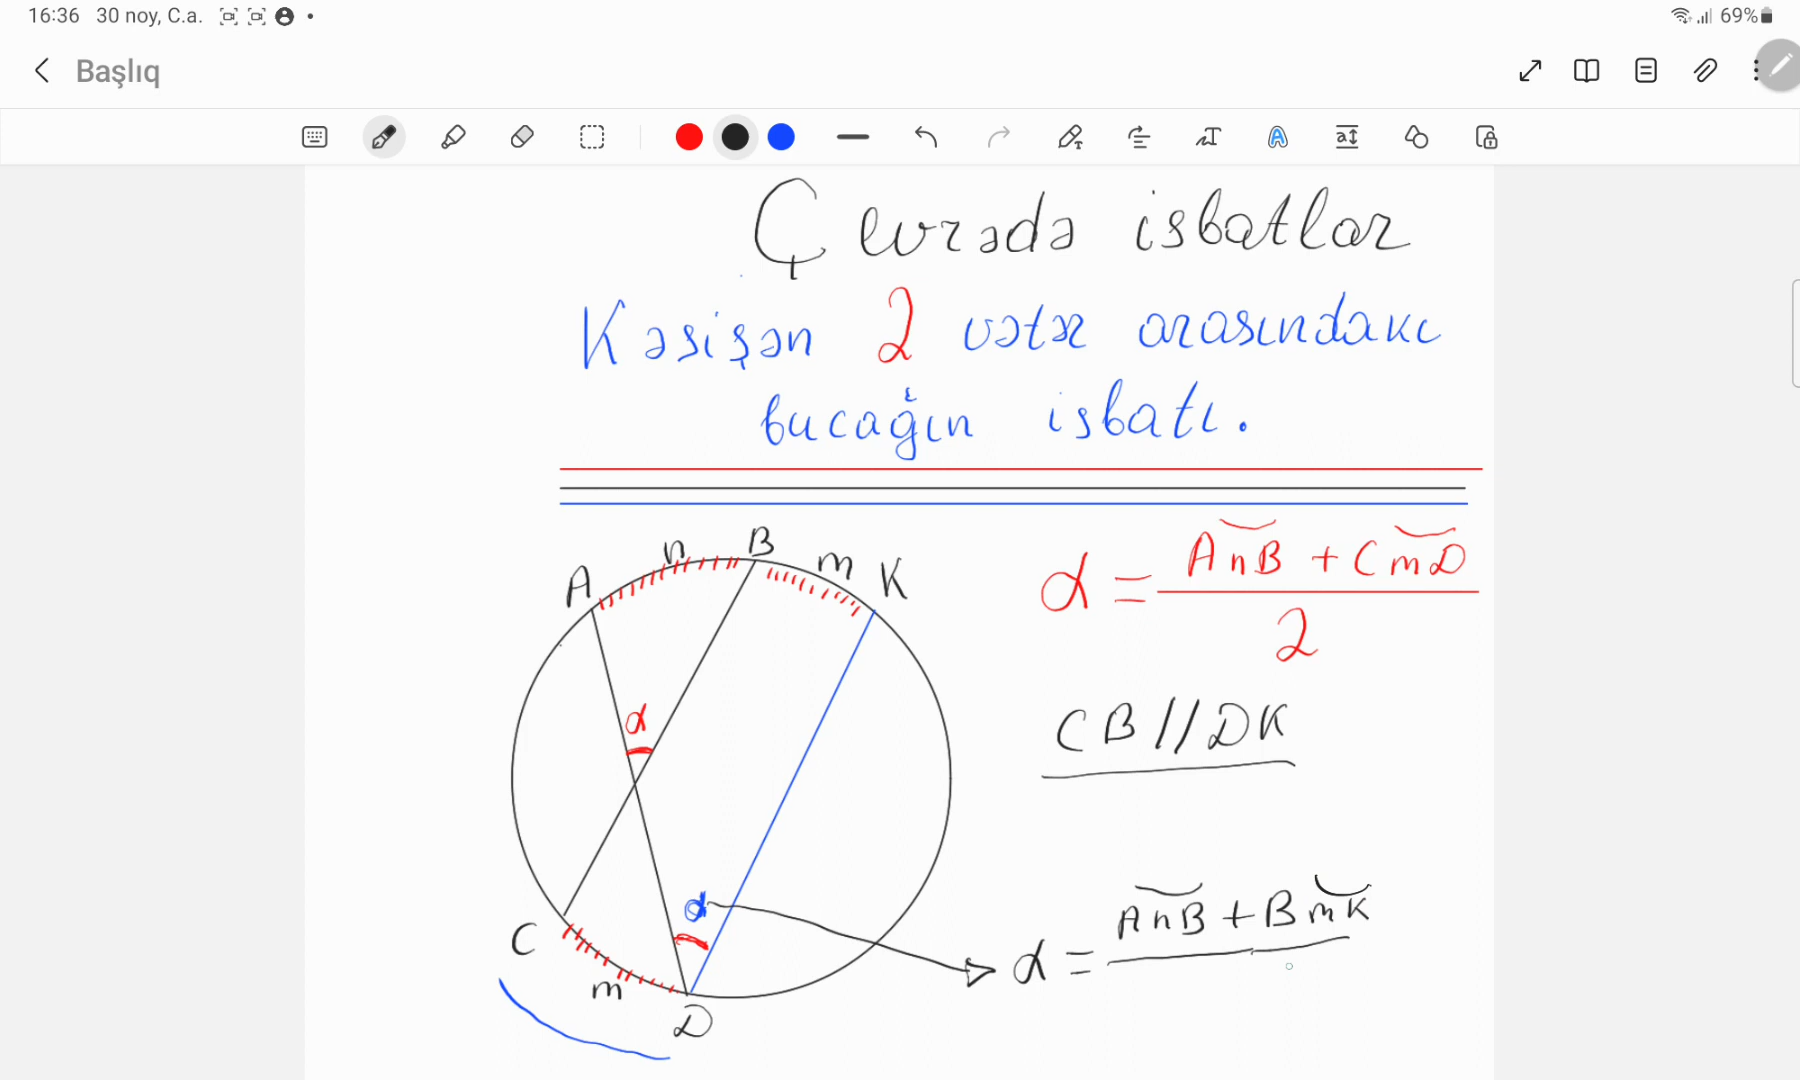 16:36 30 noy, C.a. 69%
Başlıq
Çevrədə isbatlar
Kəsişən 2 vətər arasındakı
bucağın isbatı.
n B m K
A
α = AnB + CmD
2
α
CB // DK
α
α = AnB + BmK
C
m
D